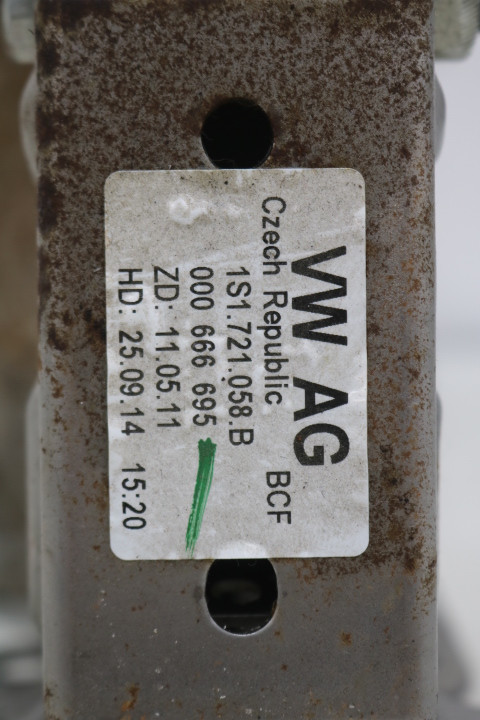 VW AG
Czech Republic BCF
1S1.721.058.B
000 666 695
ZD: 11.05.11
HD: 25.09.14 15:20